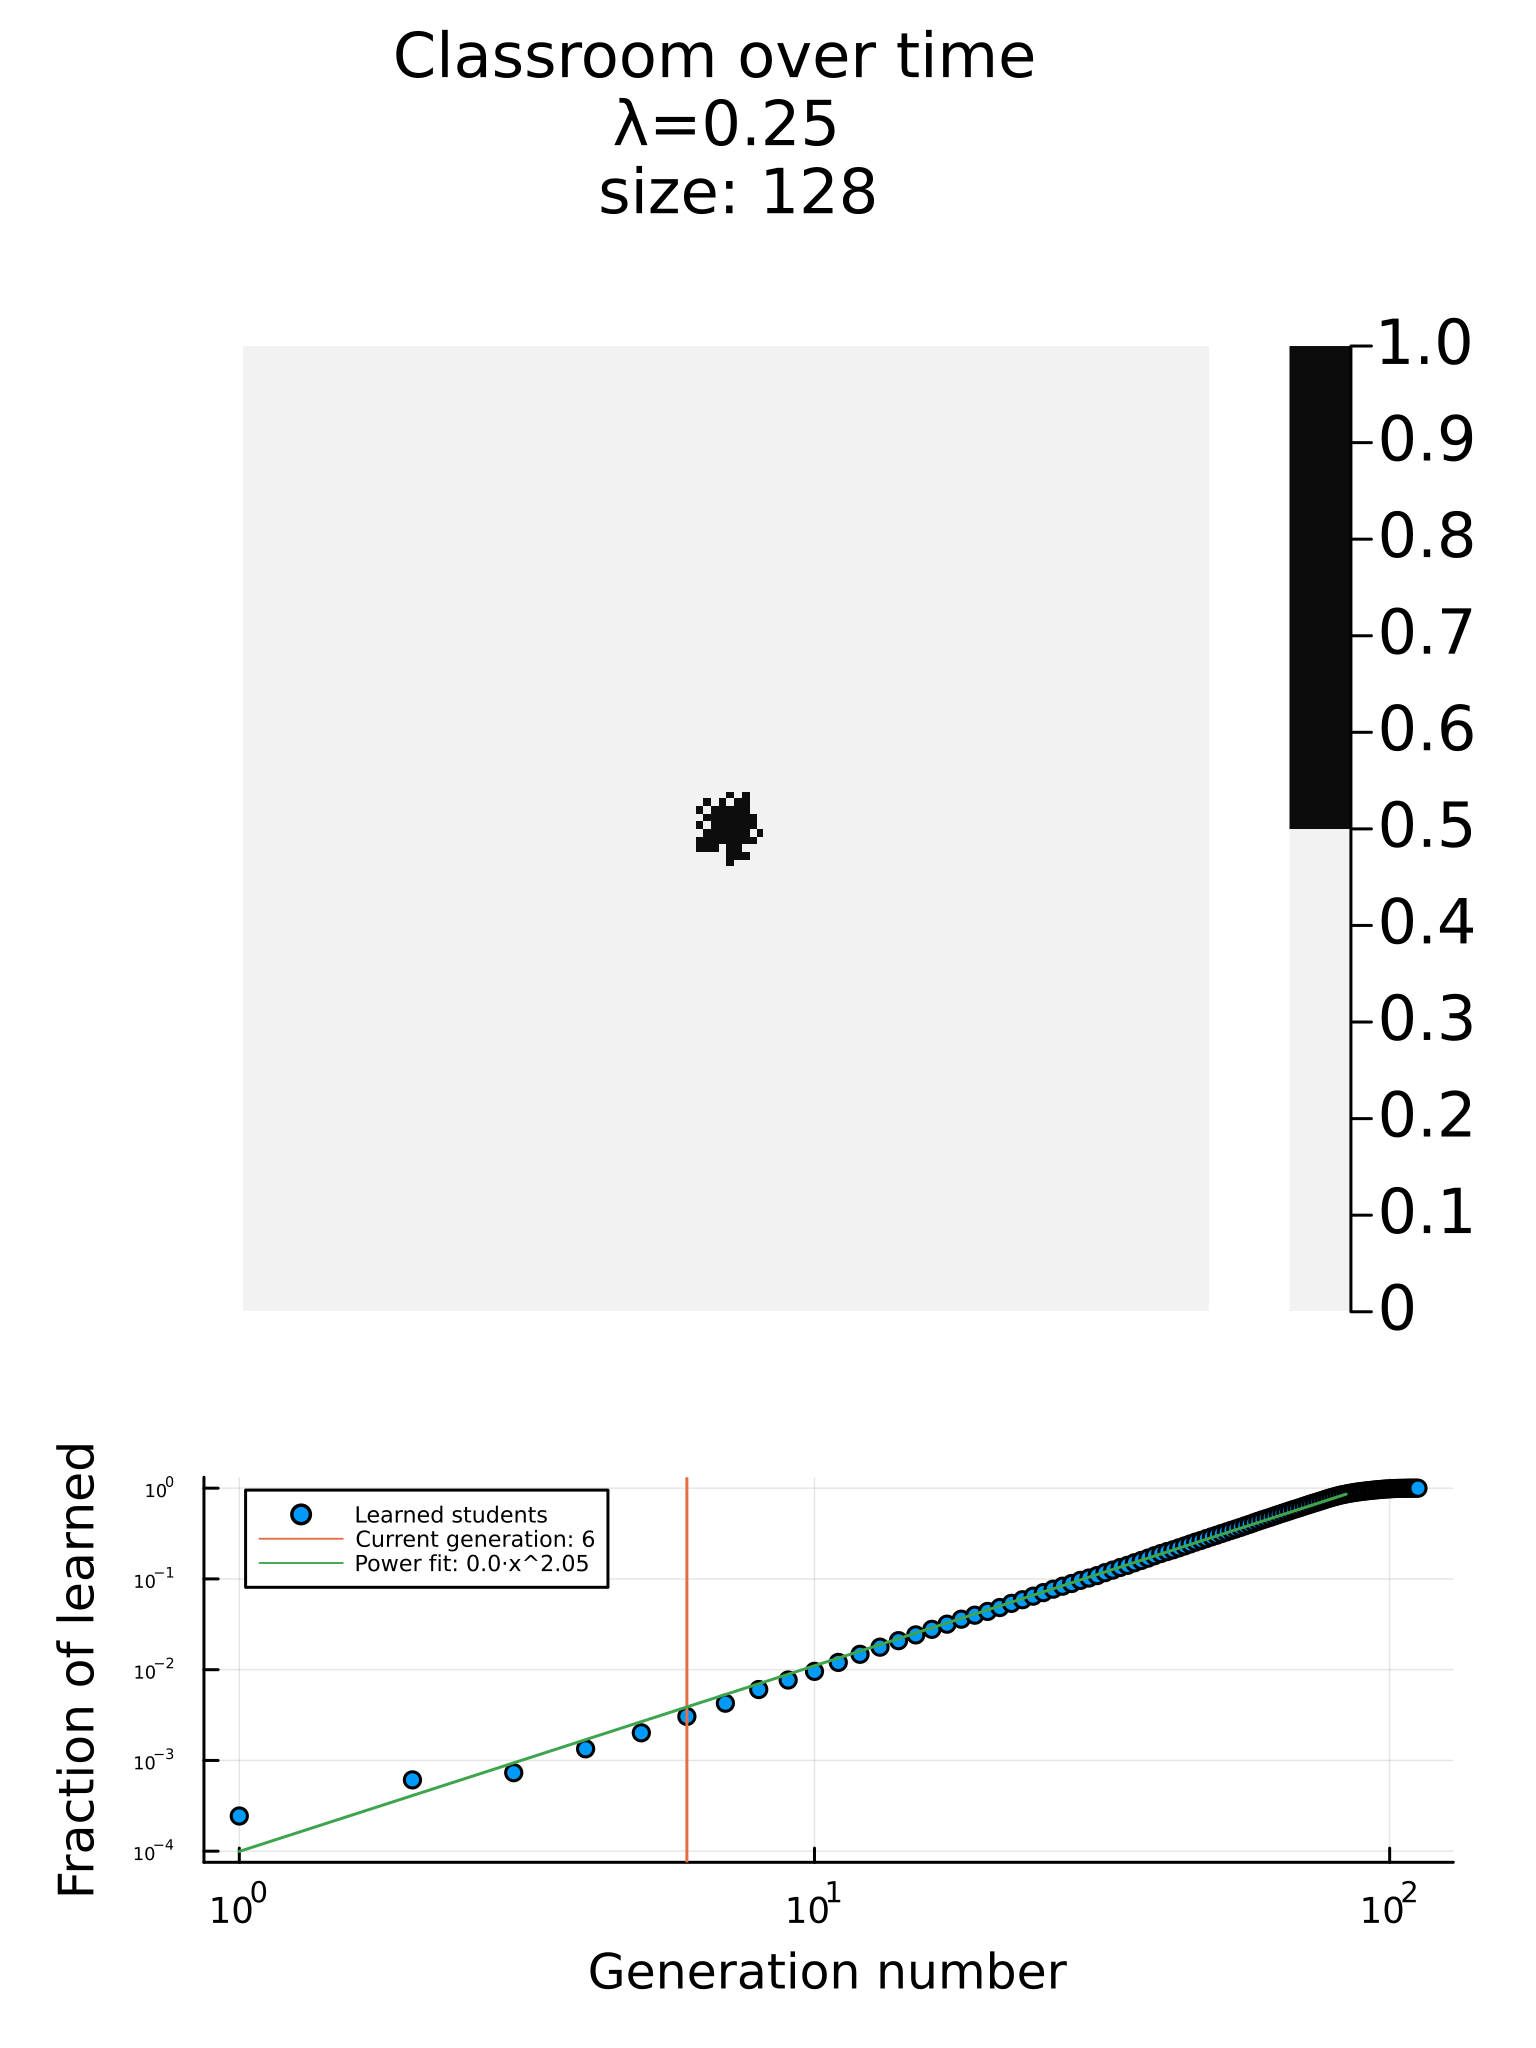 Classroom over time
λ=0.25
size: 128
1.0
0.9
0.8
0.7
0.6
0.5
0.4
0.3
0.2
0.1
0
Fraction of learned
10^0
10^-1
10^-2
10^-3
10^-4
Learned students
Current generation: 6
Power fit: 0.0·x^2.05
10^0 10^1 10^2
Generation number